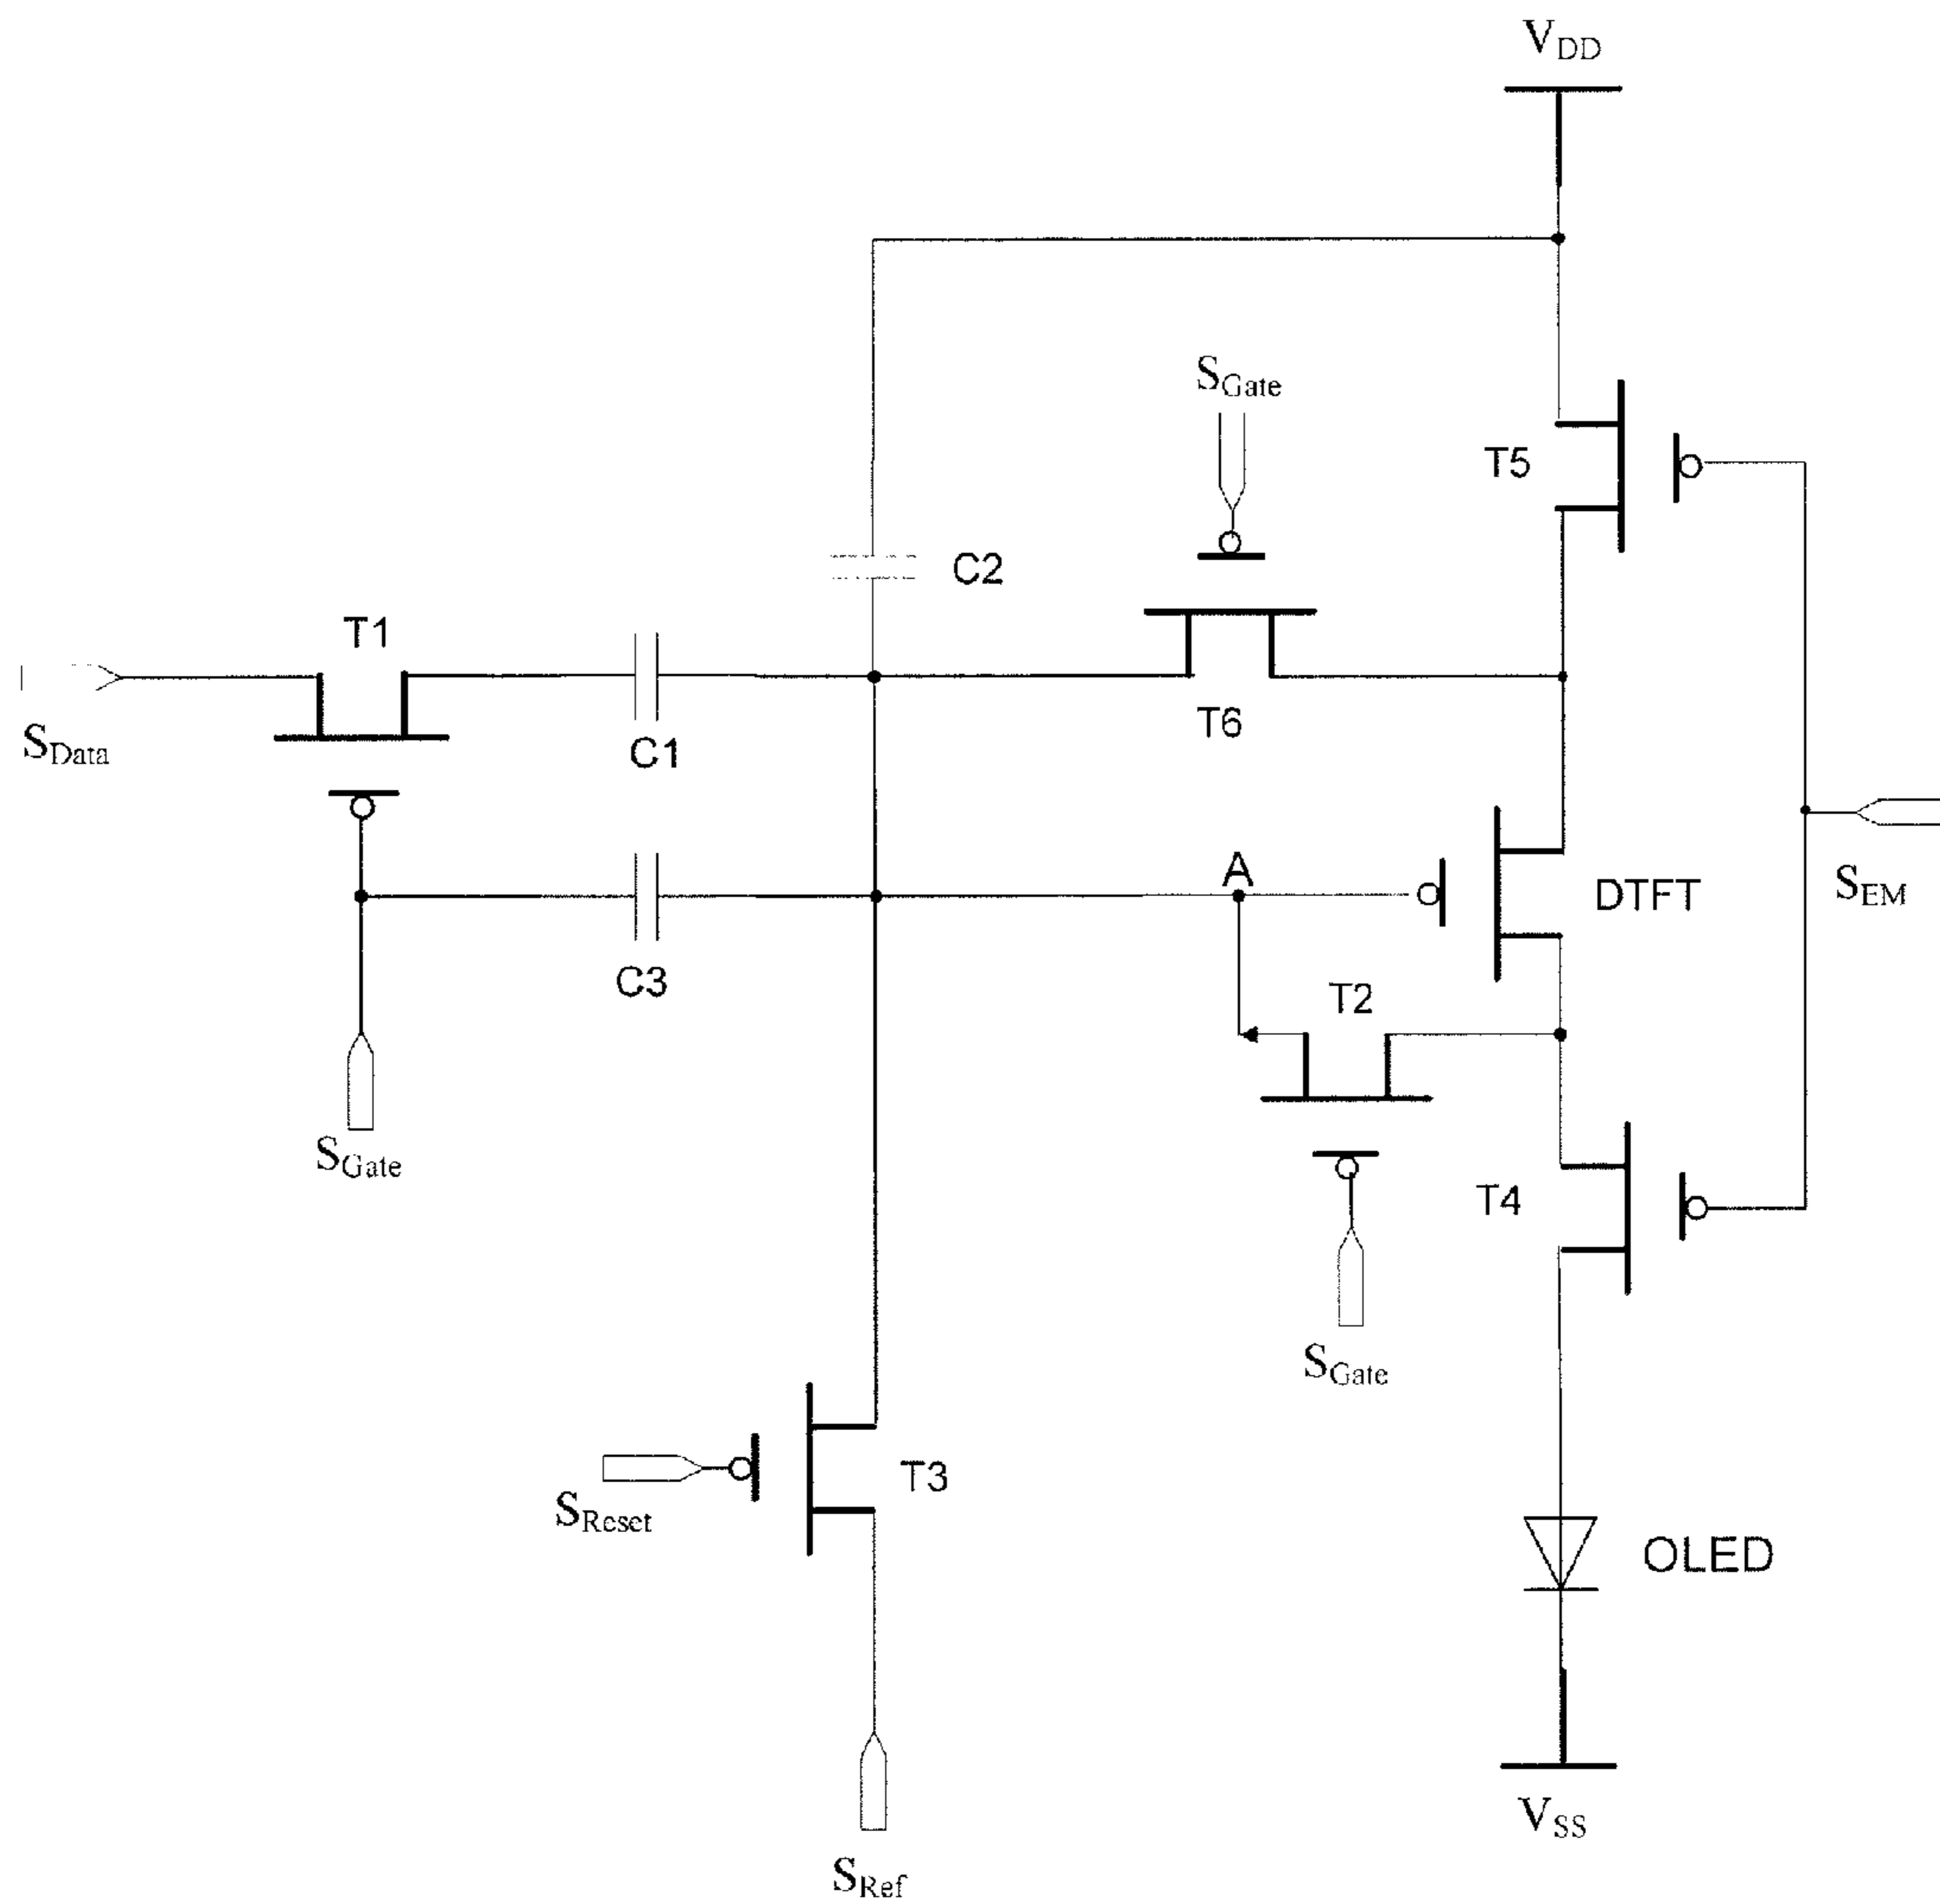 VDD
SGate
T5
C2
T1
SData
C1
T6
A
DTFT
SEM
C3
T2
SGate
T4
SGate
T3
SReset
OLED
VSS
SRef